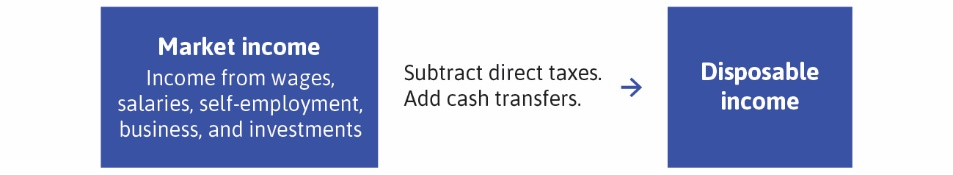 Market income
Income from wages,
salaries, self-employment,
business, and investments
Subtract direct taxes.
Add cash transfers.
Disposable
income